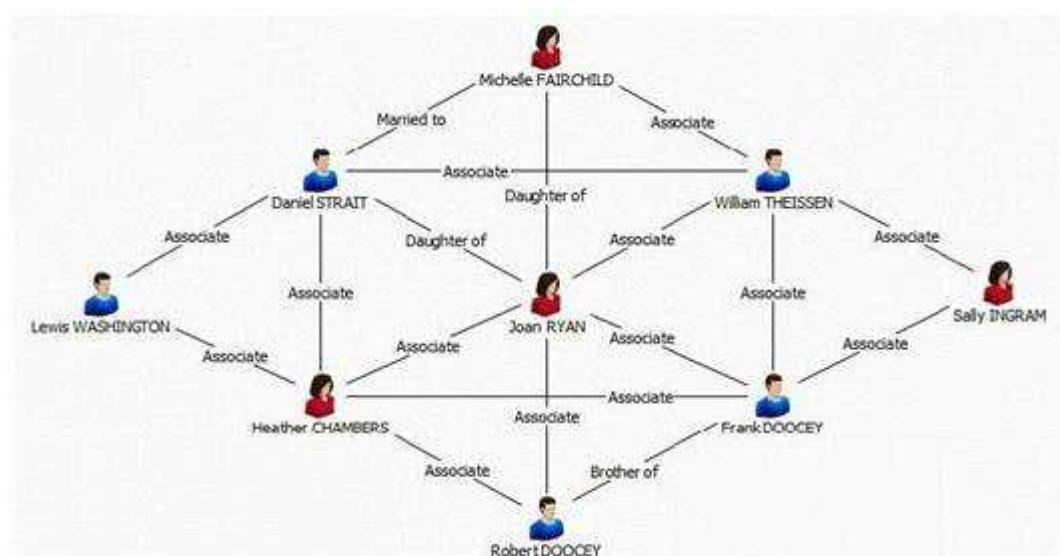 Michelle FAIRCHILD
Married to
Associate
Associate
Daniel STRAIT
Daughter of
William THEISSEN
Associate
Daughter of
Associate
Associate
Associate
Associate
Lewis WASHINGTON
Joan RYAN
Sally INGRAM
Associate
Associate
Associate
Associate
Associate
Associate
Heather CHAMBERS
Frank DOOCEY
Associate
Brother of
Robert DOOCEY